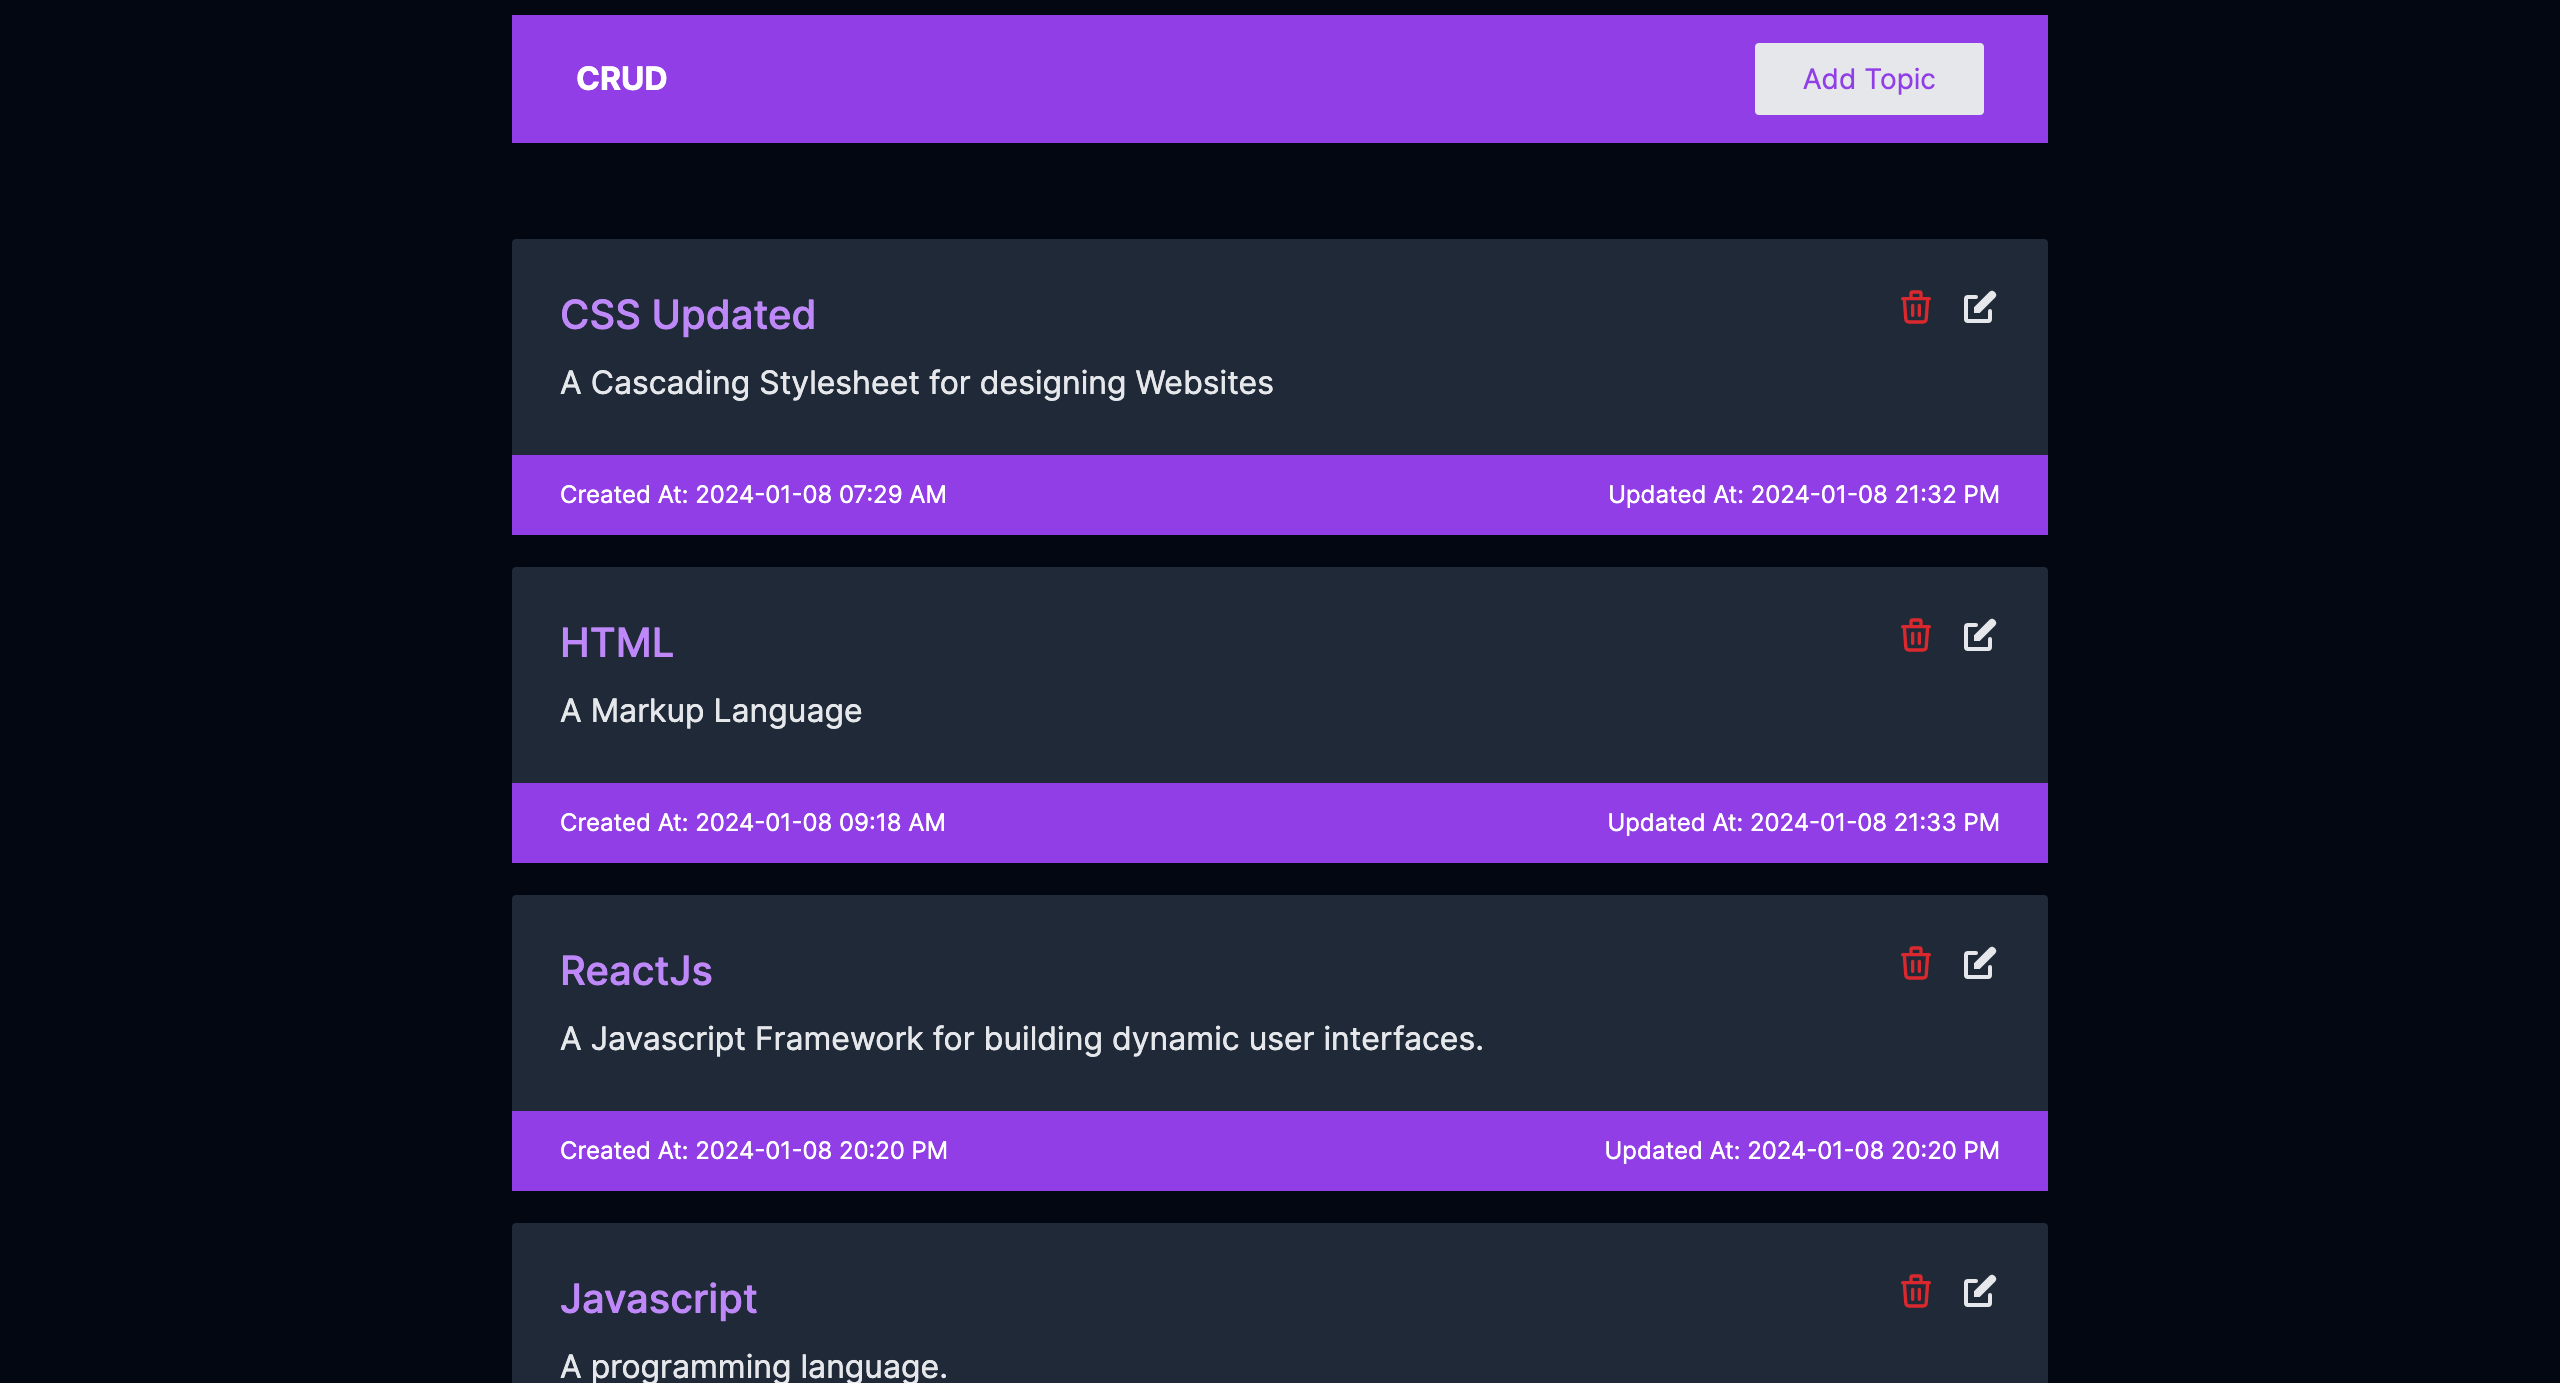 CRUD
Add Topic
CSS Updated
A Cascading Stylesheet for designing Websites
Created At: 2024-01-08 07:29 AM
Updated At: 2024-01-08 21:32 PM
HTML
A Markup Language
Created At: 2024-01-08 09:18 AM
Updated At: 2024-01-08 21:33 PM
ReactJs
A Javascript Framework for building dynamic user interfaces.
Created At: 2024-01-08 20:20 PM
Updated At: 2024-01-08 20:20 PM
Javascript
A programming language.